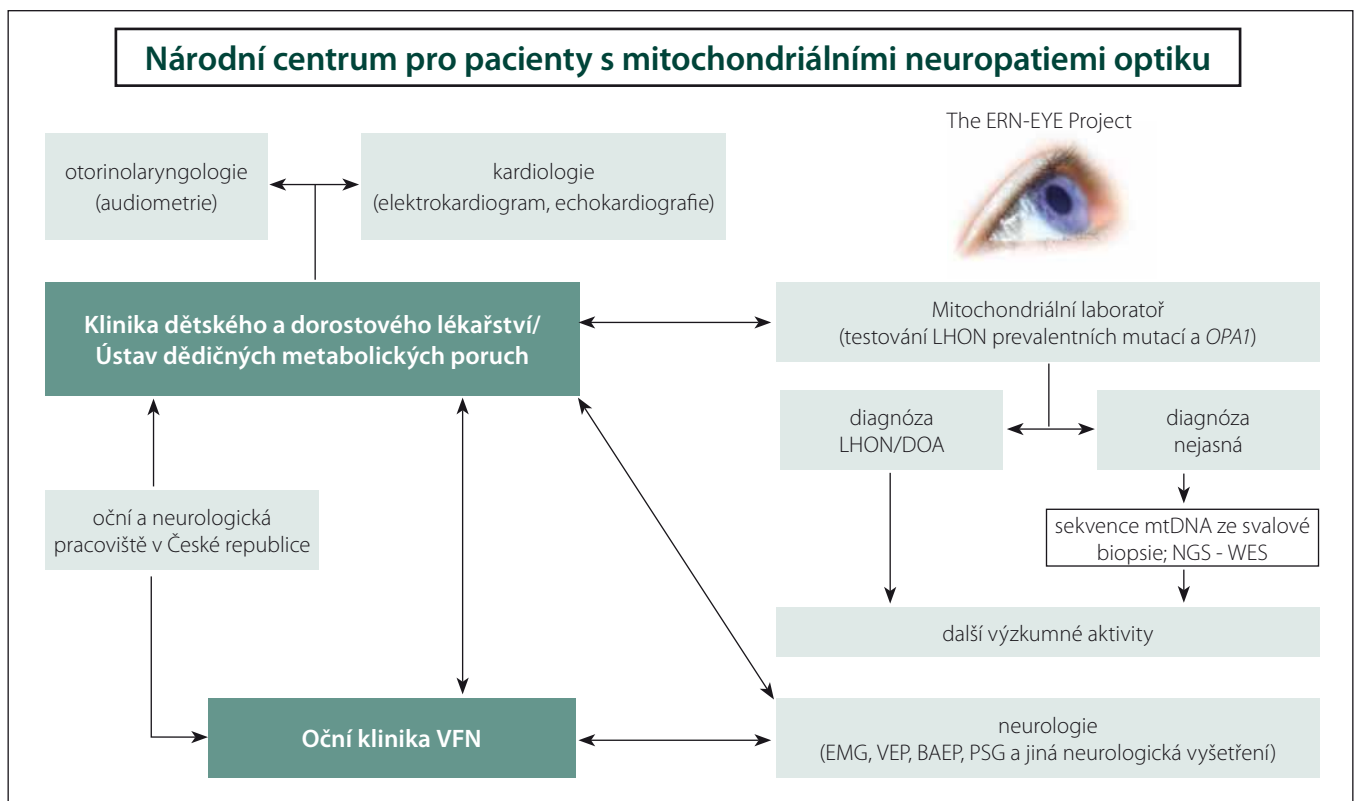 Národní centrum pro pacienty s mitochondriálními neuropatiemi optiku
The ERN-EYE Project
otorinolaryngologie
(audiometrie)
kardiologie
(elektrokardiogram, echokardiografie)
Klinika dětského a dorostového lékařství/
Ústav dědičných metabolických poruch
Mitochondriální laboratoř
(testování LHON prevalentních mutací a OPA1)
diagnóza
LHON/DOA
diagnóza
nejasná
oční a neurologická
pracoviště v České republice
sekvence mtDNA ze svalové
biopsie; NGS - WES
další výzkumné aktivity
Oční klinika VFN
neurologie
(EMG, VEP, BAEP, PSG a jiná neurologická vyšetření)